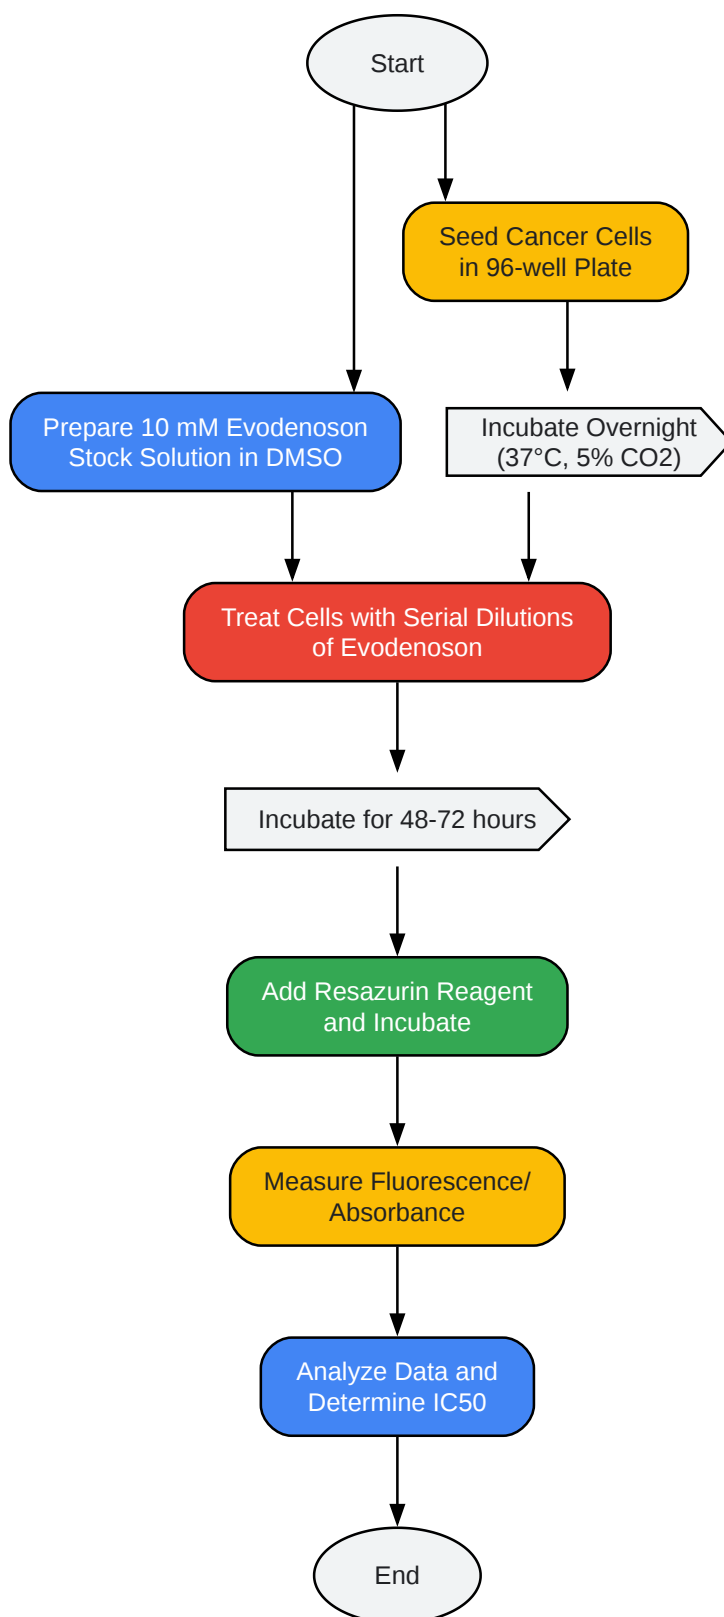 Start
Seed Cancer Cells
in 96-well Plate
Prepare 10 mM Evodenoson
Stock Solution in DMSO
Incubate Overnight
(37°C, 5% CO2)
Treat Cells with Serial Dilutions
of Evodenoson
Incubate for 48-72 hours
Add Resazurin Reagent
and Incubate
Measure Fluorescence/
Absorbance
Analyze Data and
Determine IC50
End